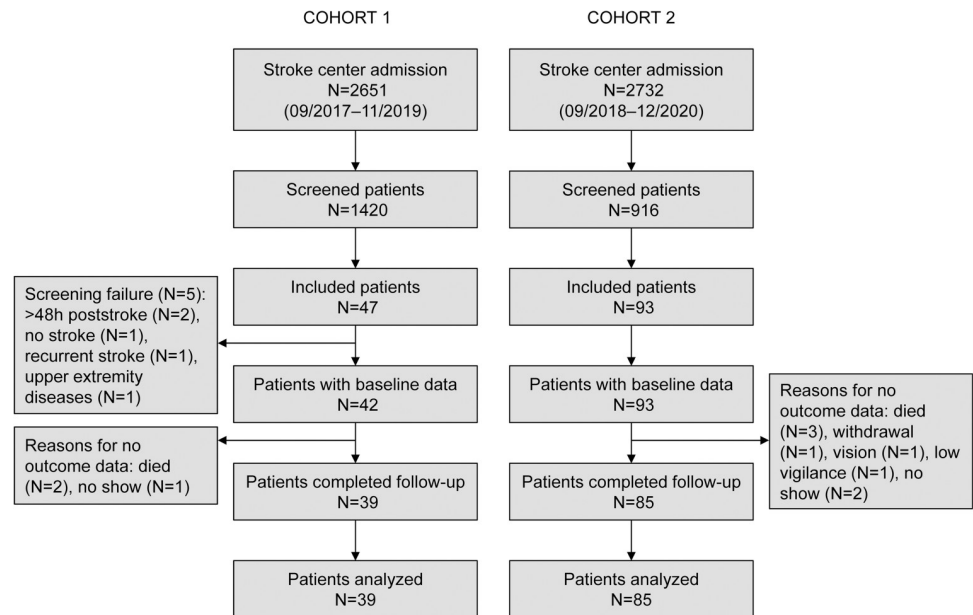 COHORT 1
Stroke center admission
N=2651
(09/2017–11/2019)
Screened patients
N=1420
Included patients
N=47
Screening failure (N=5):
>48h poststroke (N=2),
no stroke (N=1),
recurrent stroke (N=1),
upper extremity
diseases (N=1)
Patients with baseline data
N=42
Reasons for no
outcome data: died
(N=2), no show (N=1)
Patients completed follow-up
N=39
Patients analyzed
N=39
COHORT 2
Stroke center admission
N=2732
(09/2018–12/2020)
Screened patients
N=916
Included patients
N=93
Patients with baseline data
N=93
Reasons for no
outcome data: died
(N=3), withdrawal
(N=1), vision (N=1), low
vigilance (N=1), no
show (N=2)
Patients completed follow-up
N=85
Patients analyzed
N=85